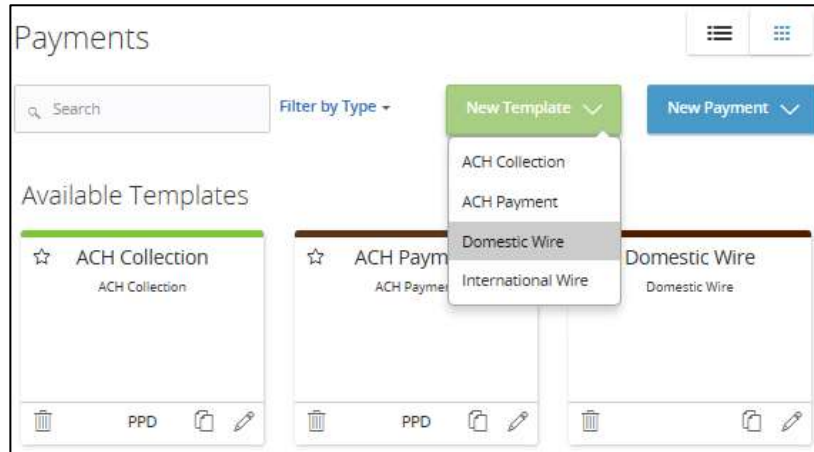 Payments
Search
Filter by Type
New Template
New Payment
ACH Collection
ACH Payment
Domestic Wire
International Wire
Available Templates
ACH Collection
ACH Paym
Domestic Wire
ACH Collection
ACH Payme
Domestic Wire
PPD
PPD